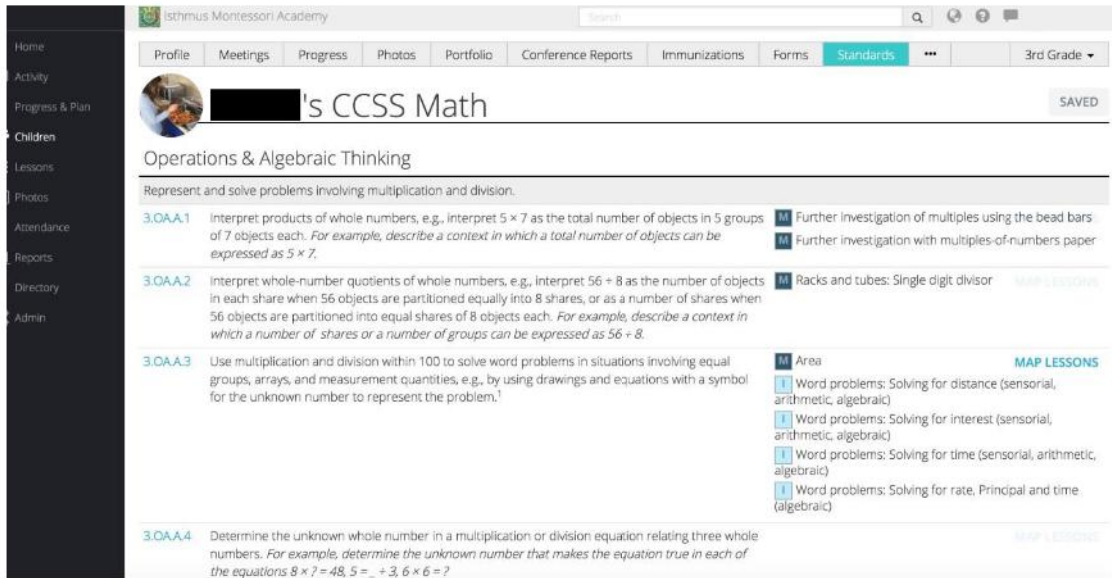 Isthmus Montessori Academy
Search
Home
Activity
Progress & Plan
Children
Lessons
Photos
Attendance
Reports
Directory
Admin
Profile Meetings Progress Photos Portfolio Conference Reports Immunizations Forms Standards ••• 3rd Grade
's CCSS Math
SAVED
Operations & Algebraic Thinking
Represent and solve problems involving multiplication and division.
3.OA.A.1 Interpret products of whole numbers, e.g., interpret 5 × 7 as the total number of objects in 5 groups
of 7 objects each. For example, describe a context in which a total number of objects can be
expressed as 5 × 7.
M Further investigation of multiples using the bead bars
M Further investigation with multiples-of-numbers paper
3.OA.A.2 Interpret whole-number quotients of whole numbers, e.g., interpret 56 ÷ 8 as the number of objects
in each share when 56 objects are partitioned equally into 8 shares, or as a number of shares when
56 objects are partitioned into equal shares of 8 objects each. For example, describe a context in
which a number of shares or a number of groups can be expressed as 56 ÷ 8.
M Racks and tubes: Single digit divisor
MAP LESSONS
3.OA.A.3 Use multiplication and division within 100 to solve word problems in situations involving equal
groups, arrays, and measurement quantities, e.g., by using drawings and equations with a symbol
for the unknown number to represent the problem.1
M Area
MAP LESSONS
I Word problems: Solving for distance (sensorial,
arithmetic, algebraic)
I Word problems: Solving for interest (sensorial,
arithmetic, algebraic)
I Word problems: Solving for time (sensorial, arithmetic,
algebraic)
I Word problems: Solving for rate, Principal and time
(algebraic)
3.OA.A.4 Determine the unknown whole number in a multiplication or division equation relating three whole
numbers. For example, determine the unknown number that makes the equation true in each of
the equations 8 × ? = 48, 5 = _ ÷ 3, 6 × 6 = ?
MAP LESSONS